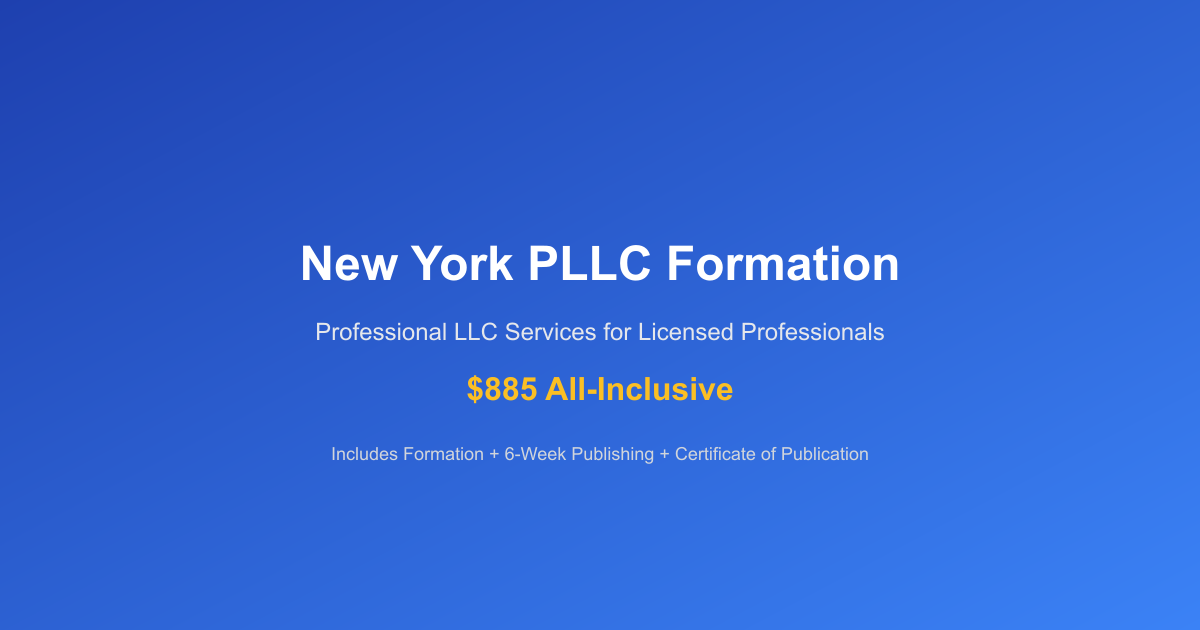 New York PLLC Formation
Professional LLC Services for Licensed Professionals
$885 All-Inclusive
Includes Formation + 6-Week Publishing + Certificate of Publication